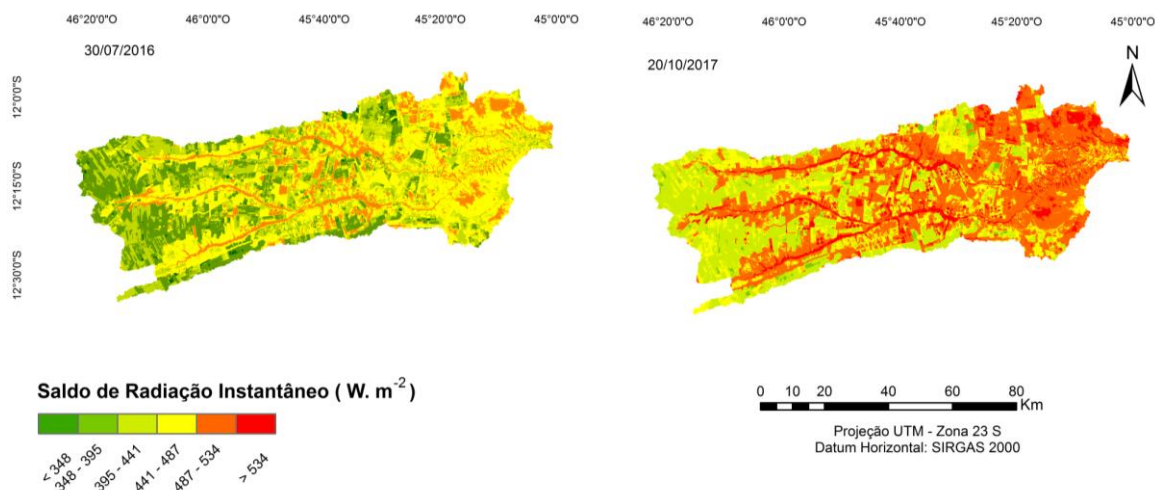 46°20'0"O 46°0'0"O 45°40'0"O 45°20'0"O 45°0'0"O
46°20'0"O 46°0'0"O 45°40'0"O 45°20'0"O 45°0'0"O
30/07/2016
20/10/2017
N
12°0'0"S
12°15'0"S
12°30'0"S
Saldo de Radiação Instantâneo ( W. m-2 )
< 348
348 - 395
395 - 441
441 - 487
487 - 534
> 534
0 10 20 40 60 80 Km
Projeção UTM - Zona 23 S
Datum Horizontal: SIRGAS 2000